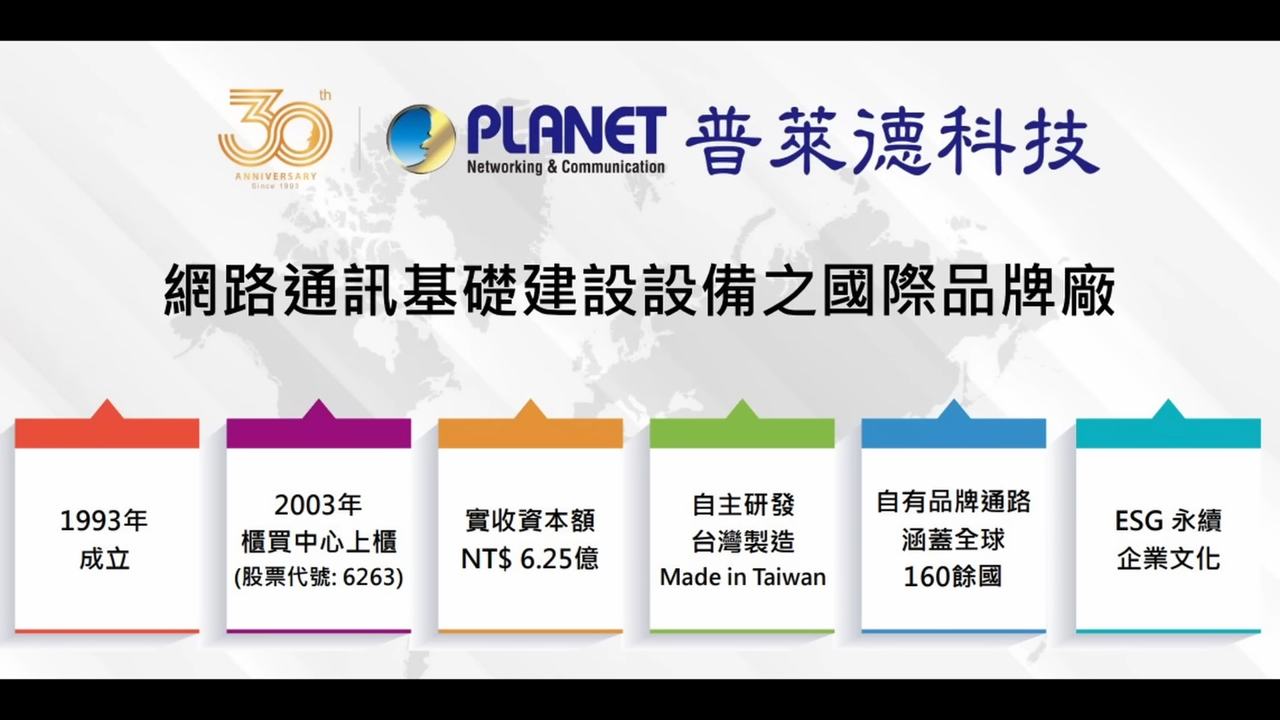 30th
ANNIVERSARY
Since 1993
PLANET
Networking & Communication
普萊德科技
網路通訊基礎建設設備之國際品牌廠
1993年
成立
2003年
櫃買中心上櫃
(股票代號: 6263)
實收資本額
NT$ 6.25億
自主研發
台灣製造
Made in Taiwan
自有品牌通路
涵蓋全球
160餘國
ESG 永續
企業文化